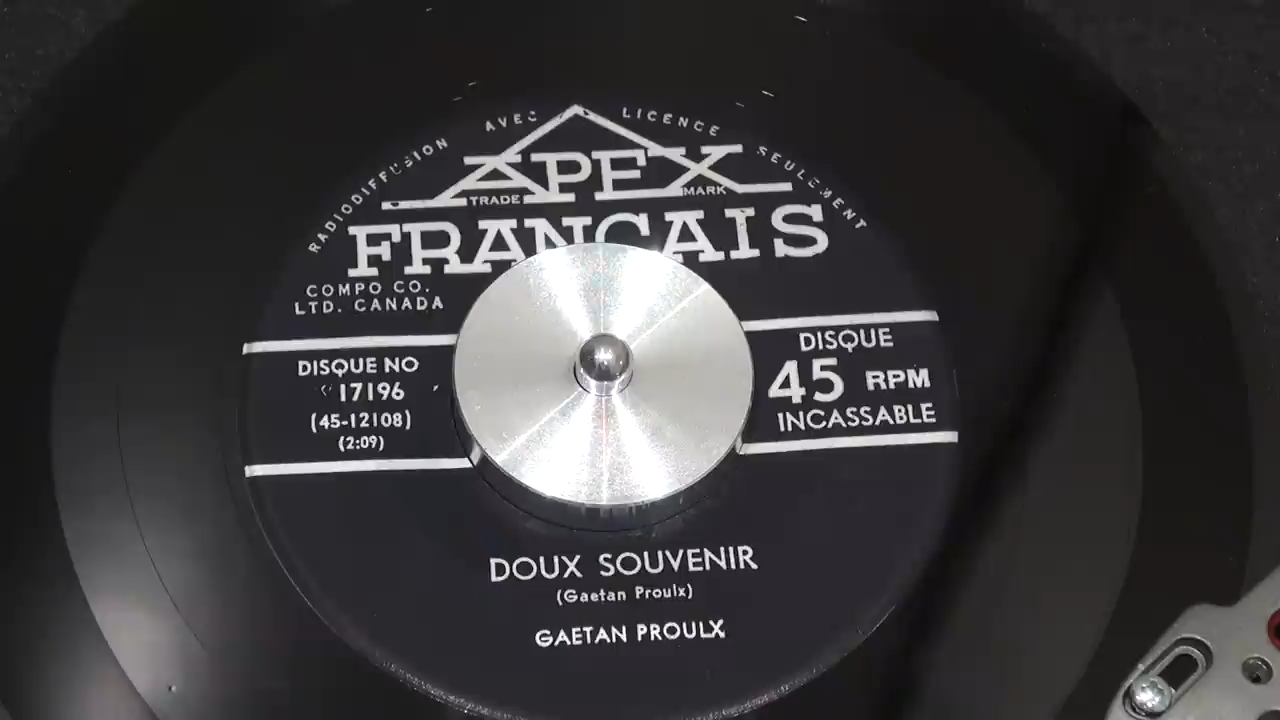 RADIODIFFUSION AVEC LICENCE SEULEMENT
APEX
TRADE MARK
FRANCAIS
COMPO CO.
LTD. CANADA
DISQUE NO
17196
(45-12108)
(2:09)
DISQUE
45 RPM
INCASSABLE
DOUX SOUVENIR
(Gaetan Proulx)
GAETAN PROULX